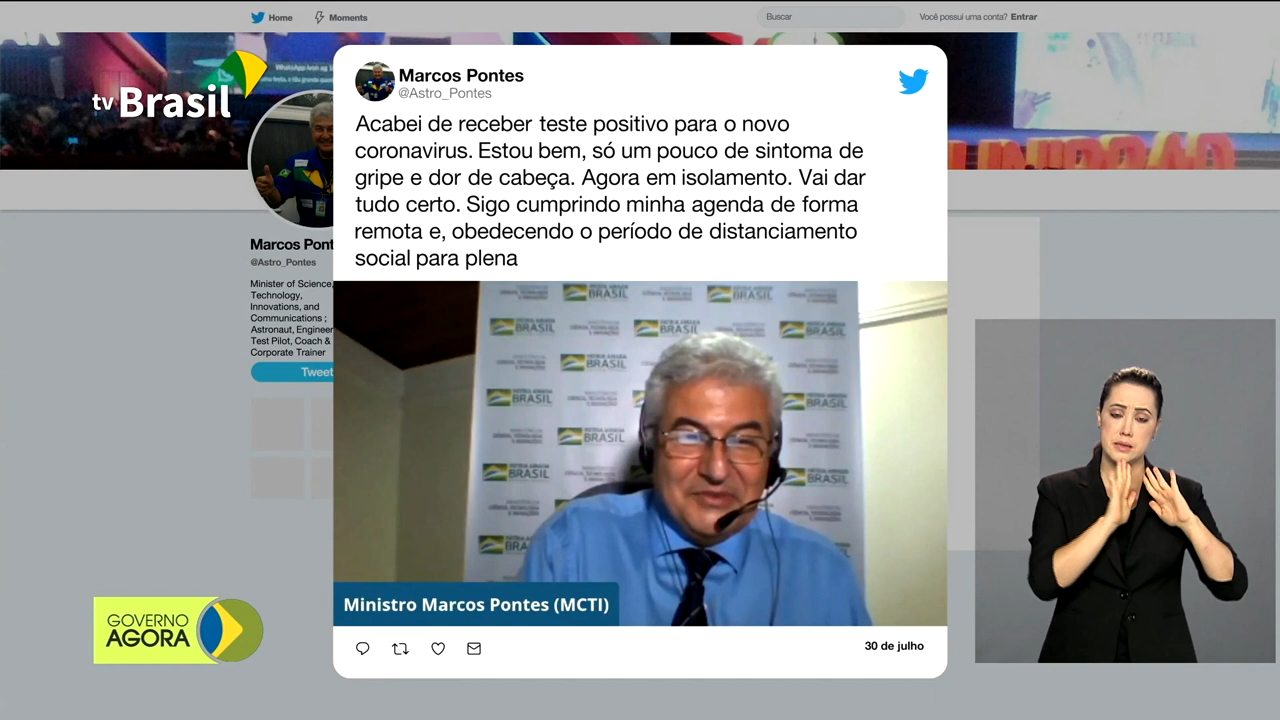 Home
Moments
Buscar
Você possui uma conta? Entrar
tv Brasil
Marcos Pontes
@Astro_Pontes
Acabei de receber teste positivo para o novo
coronavirus. Estou bem, só um pouco de sintoma de
gripe e dor de cabeça. Agora em isolamento. Vai dar
tudo certo. Sigo cumprindo minha agenda de forma
remota e, obedecendo o período de distanciamento
social para plena
Marcos Pont
@Astro_Pontes
Minister of Science,
Technology,
Innovations, and
Communications ;
Astronaut, Engineer
Test Pilot, Coach &
Corporate Trainer
Tweet
PÁTRIA AMADA
BRASIL
Ministro Marcos Pontes (MCTI)
30 de julho
GOVERNO
AGORA